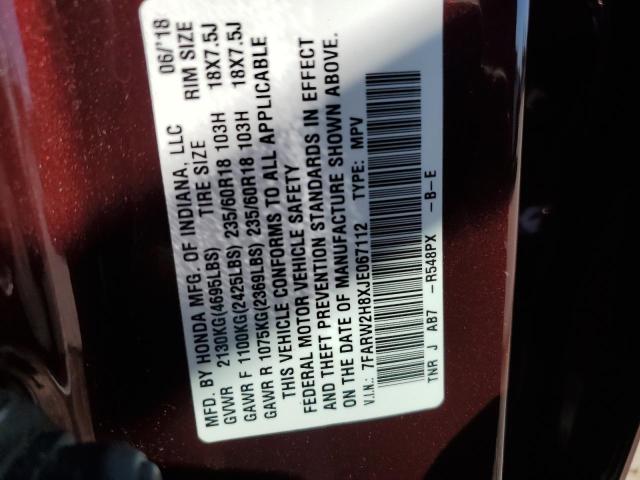 MFD. BY HONDA MFG. OF INDIANA, LLC 06/'18
GVWR 2130KG(4695LBS) TIRE SIZE RIM SIZE
GAWR F 1100KG(2425LBS) 235/60R18 103H 18X7.5J
GAWR R 1075KG(2369LBS) 235/60R18 103H 18X7.5J
THIS VEHICLE CONFORMS TO ALL APPLICABLE
FEDERAL MOTOR VEHICLE SAFETY
AND THEFT PREVENTION STANDARDS IN EFFECT
ON THE DATE OF MANUFACTURE SHOWN ABOVE.
V.I.N.: 7FARW2H8XJE067112 TYPE: MPV
TNR J AB7 -R548PX -B-E